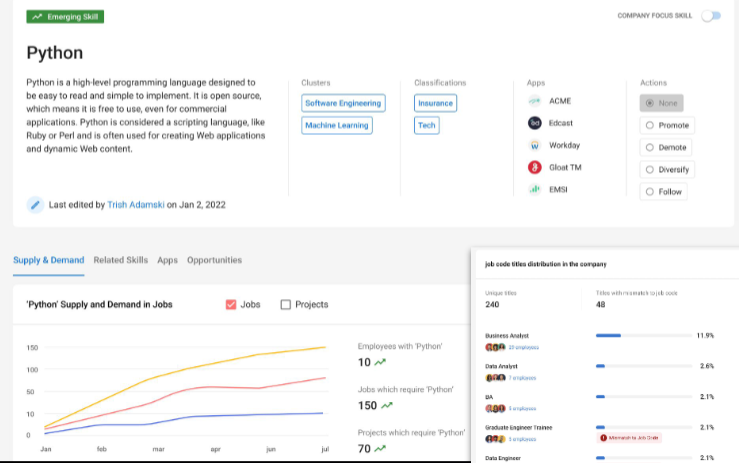 Emerging Skill
COMPANY FOCUS SKILL
Python
Python is a high-level programming language designed to
be easy to read and simple to implement. It is open source,
which means it is free to use, even for commercial
applications. Python is considered a scripting language, like
Ruby or Perl and is often used for creating Web applications
and dynamic Web content.
Last edited by Trish Adamski on Jan 2, 2022
Clusters
Software Engineering
Machine Learning
Classifications
Insurance
Tech
Apps
ACME
Edcast
Workday
Gloat TM
EMSI
Actions
None
Promote
Demote
Diversify
Follow
Supply & Demand Related Skills Apps Opportunities
'Python' Supply and Demand in Jobs
Jobs Projects
150
100
50
10
0
Jan feb mar apr jun jul
Employees with 'Python'
10
Jobs which require 'Python'
150
Projects which require 'Python'
70
job code titles distribution in the company
Unique titles
240
Titles with mismatch to job code
48
Business Analyst
11.9%
employees
Data Analyst
2.6%
7 employees
DA
2.1%
5 employees
Graduate Engineer Trainee
2.1%
5 employees
Mismatch to Job Code
Data Engineer
2.1%